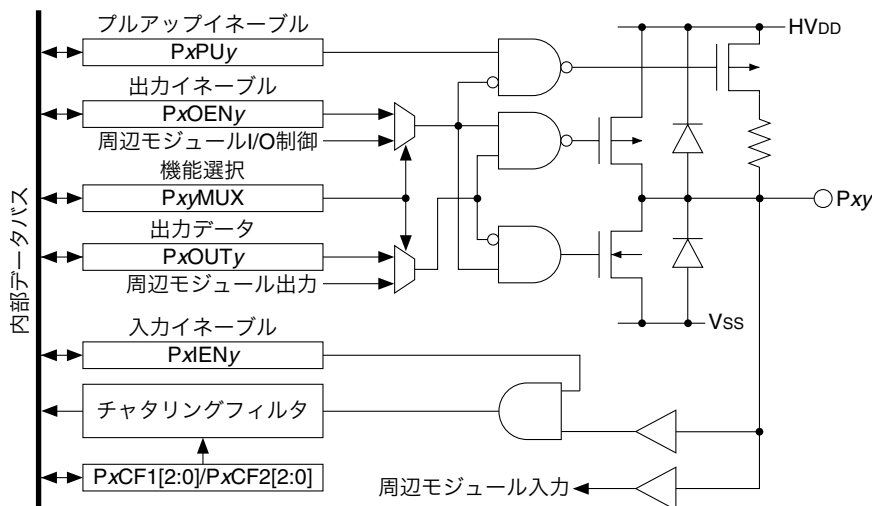 プルアップイネーブル
PxPUy
出力イネーブル
PxOENy
周辺モジュールI/O制御
機能選択
PxyMUX
出力データ
PxOUTy
周辺モジュール出力
入力イネーブル
PxIENy
チャタリングフィルタ
PxCF1[2:0]/PxCF2[2:0]
内部データバス
HVDD
Pxy
VSS
周辺モジュール入力